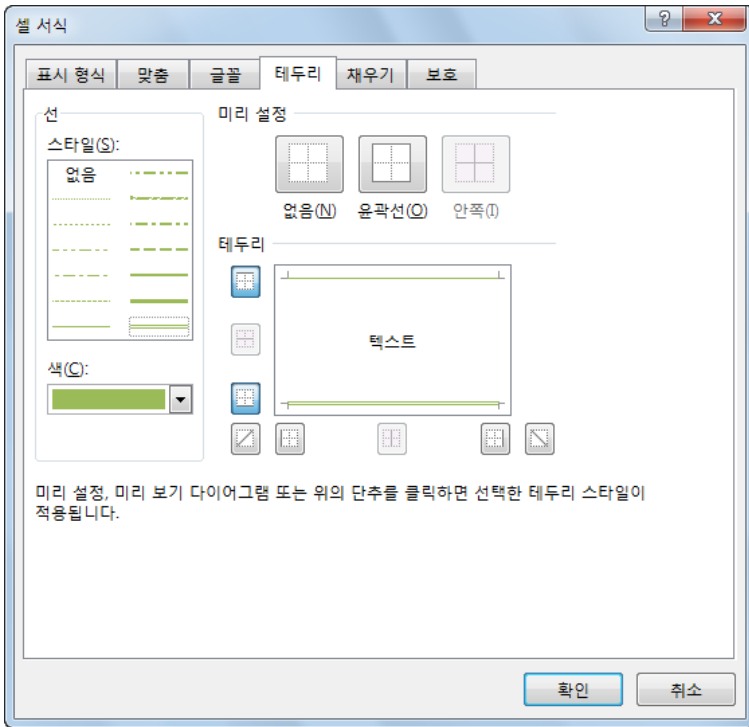 셀 서식
표시 형식 맞춤 글꼴 테두리 채우기 보호
선
스타일(S):
없음
색(C):
미리 설정
없음(N) 윤곽선(O) 안쪽(I)
테두리
텍스트
미리 설정, 미리 보기 다이어그램 또는 위의 단추를 클릭하면 선택한 테두리 스타일이
적용됩니다.
확인 취소